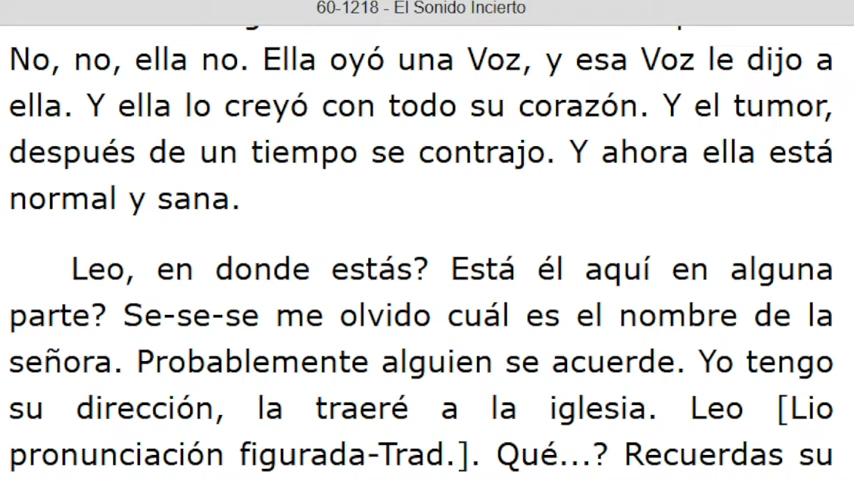 60-1218 - El Sonido Incierto
No, no, ella no. Ella oyó una Voz, y esa Voz le dijo a
ella. Y ella lo creyó con todo su corazón. Y el tumor,
después de un tiempo se contrajo. Y ahora ella está
normal y sana.
Leo, en donde estás? Está él aquí en alguna
parte? Se-se-se me olvido cuál es el nombre de la
señora. Probablemente alguien se acuerde. Yo tengo
su dirección, la traeré a la iglesia. Leo [Lio
pronunciación figurada-Trad.]. Qué...? Recuerdas su